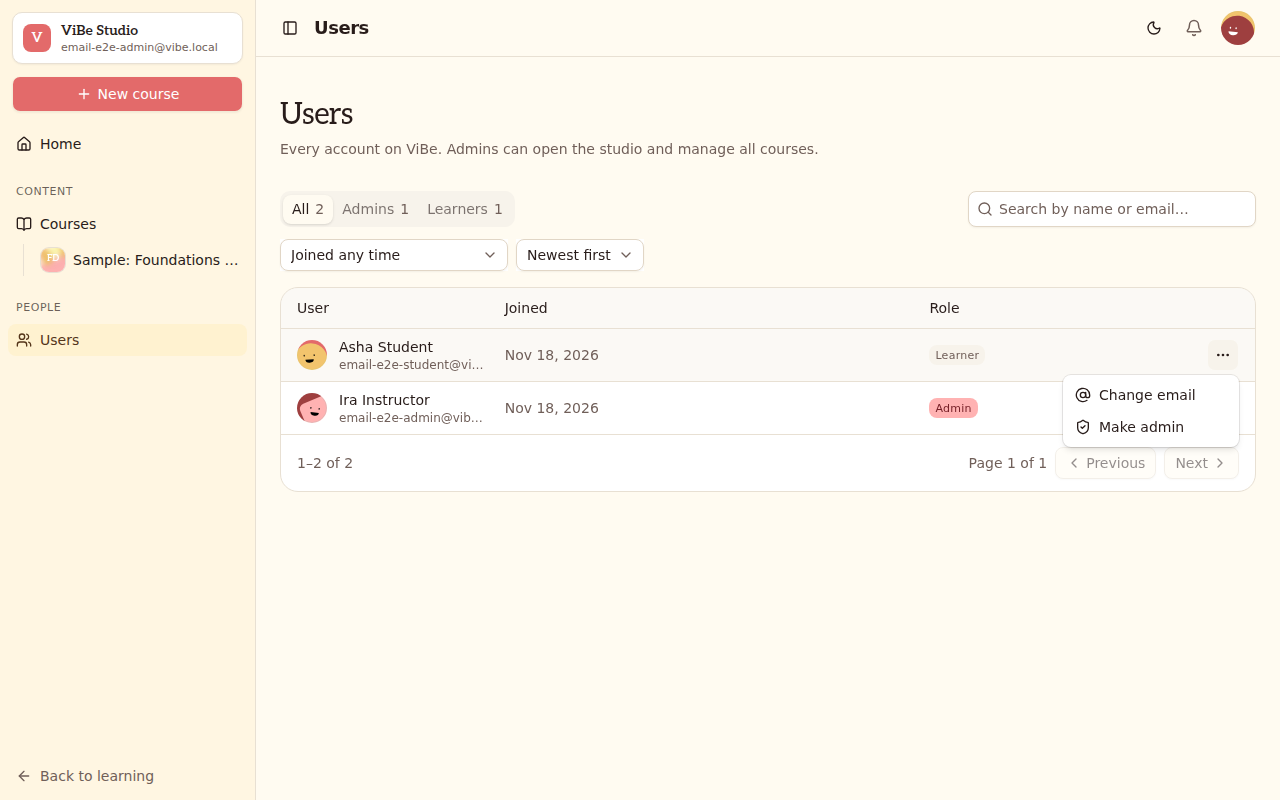 V
ViBe Studio
email-e2e-admin@vibe.local
New course
Home
CONTENT
Courses
FD
Sample: Foundations …
PEOPLE
Users
Back to learning
Users
Users
Every account on ViBe. Admins can open the studio and manage all courses.
All 2
Admins 1
Learners 1
Search by name or email…
Joined any time
Newest first
User
Joined
Role
Asha Student
email-e2e-student@vi…
Nov 18, 2026
Learner
Ira Instructor
email-e2e-admin@vib…
Nov 18, 2026
Admin
Change email
Make admin
1–2 of 2
Page 1 of 1
Previous
Next